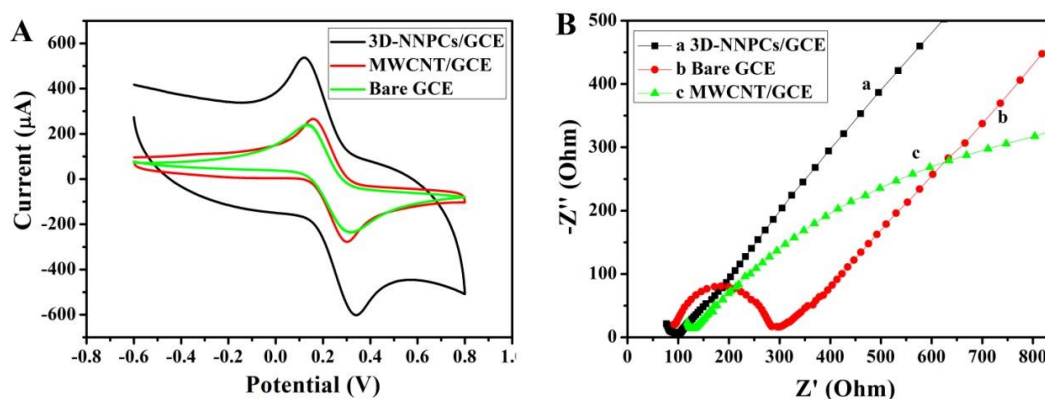 A
3D-NNPCs/GCE
MWCNT/GCE
Bare GCE
600
400
200
0
-200
-400
-600
Current (μA)
-0.8 -0.6 -0.4 -0.2 0.0 0.2 0.4 0.6 0.8 1.0
Potential (V)
B
a 3D-NNPCs/GCE
b Bare GCE
c MWCNT/GCE
a
b
c
500
400
300
200
100
0
-Z'' (Ohm)
0 100 200 300 400 500 600 700 800
Z' (Ohm)